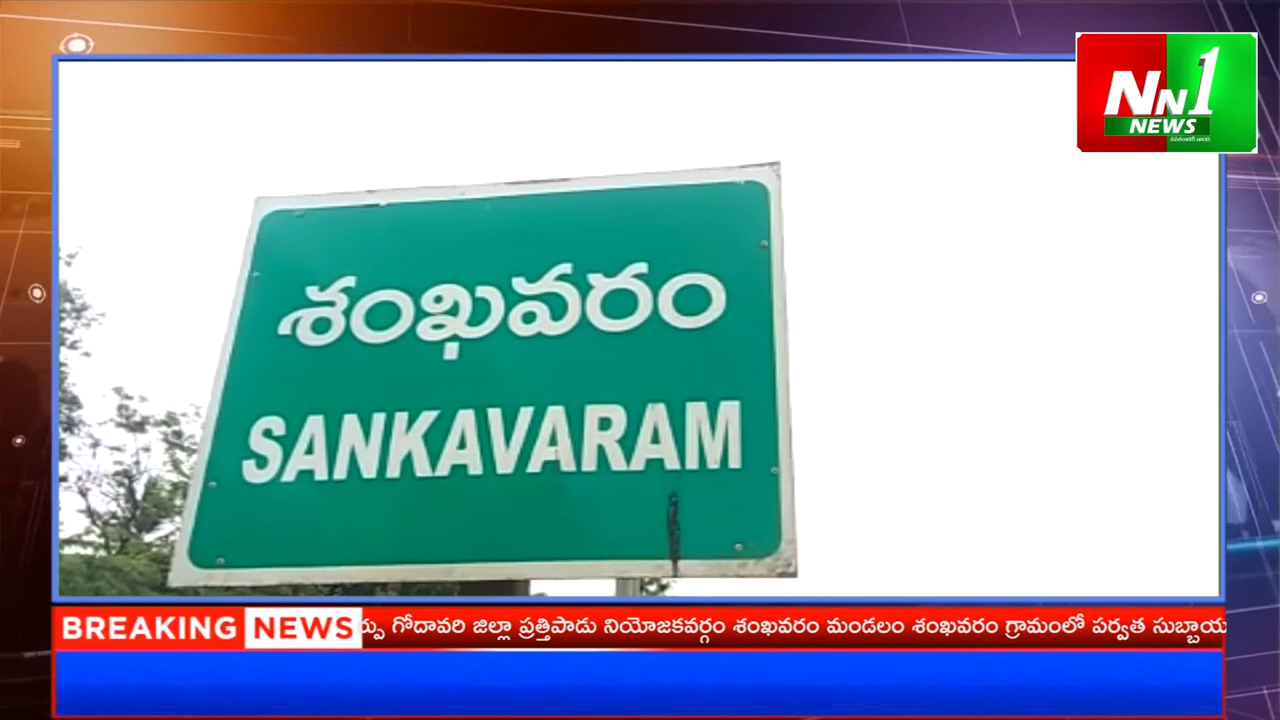 NN1
NEWS
శంఖవరం
SANKAVARAM
BREAKING NEWS గోదావరి జిల్లా ప్రత్తిపాడు నియోజకవర్గం శంఖవరం మండలం శంఖవరం గ్రామంలో పర్వత